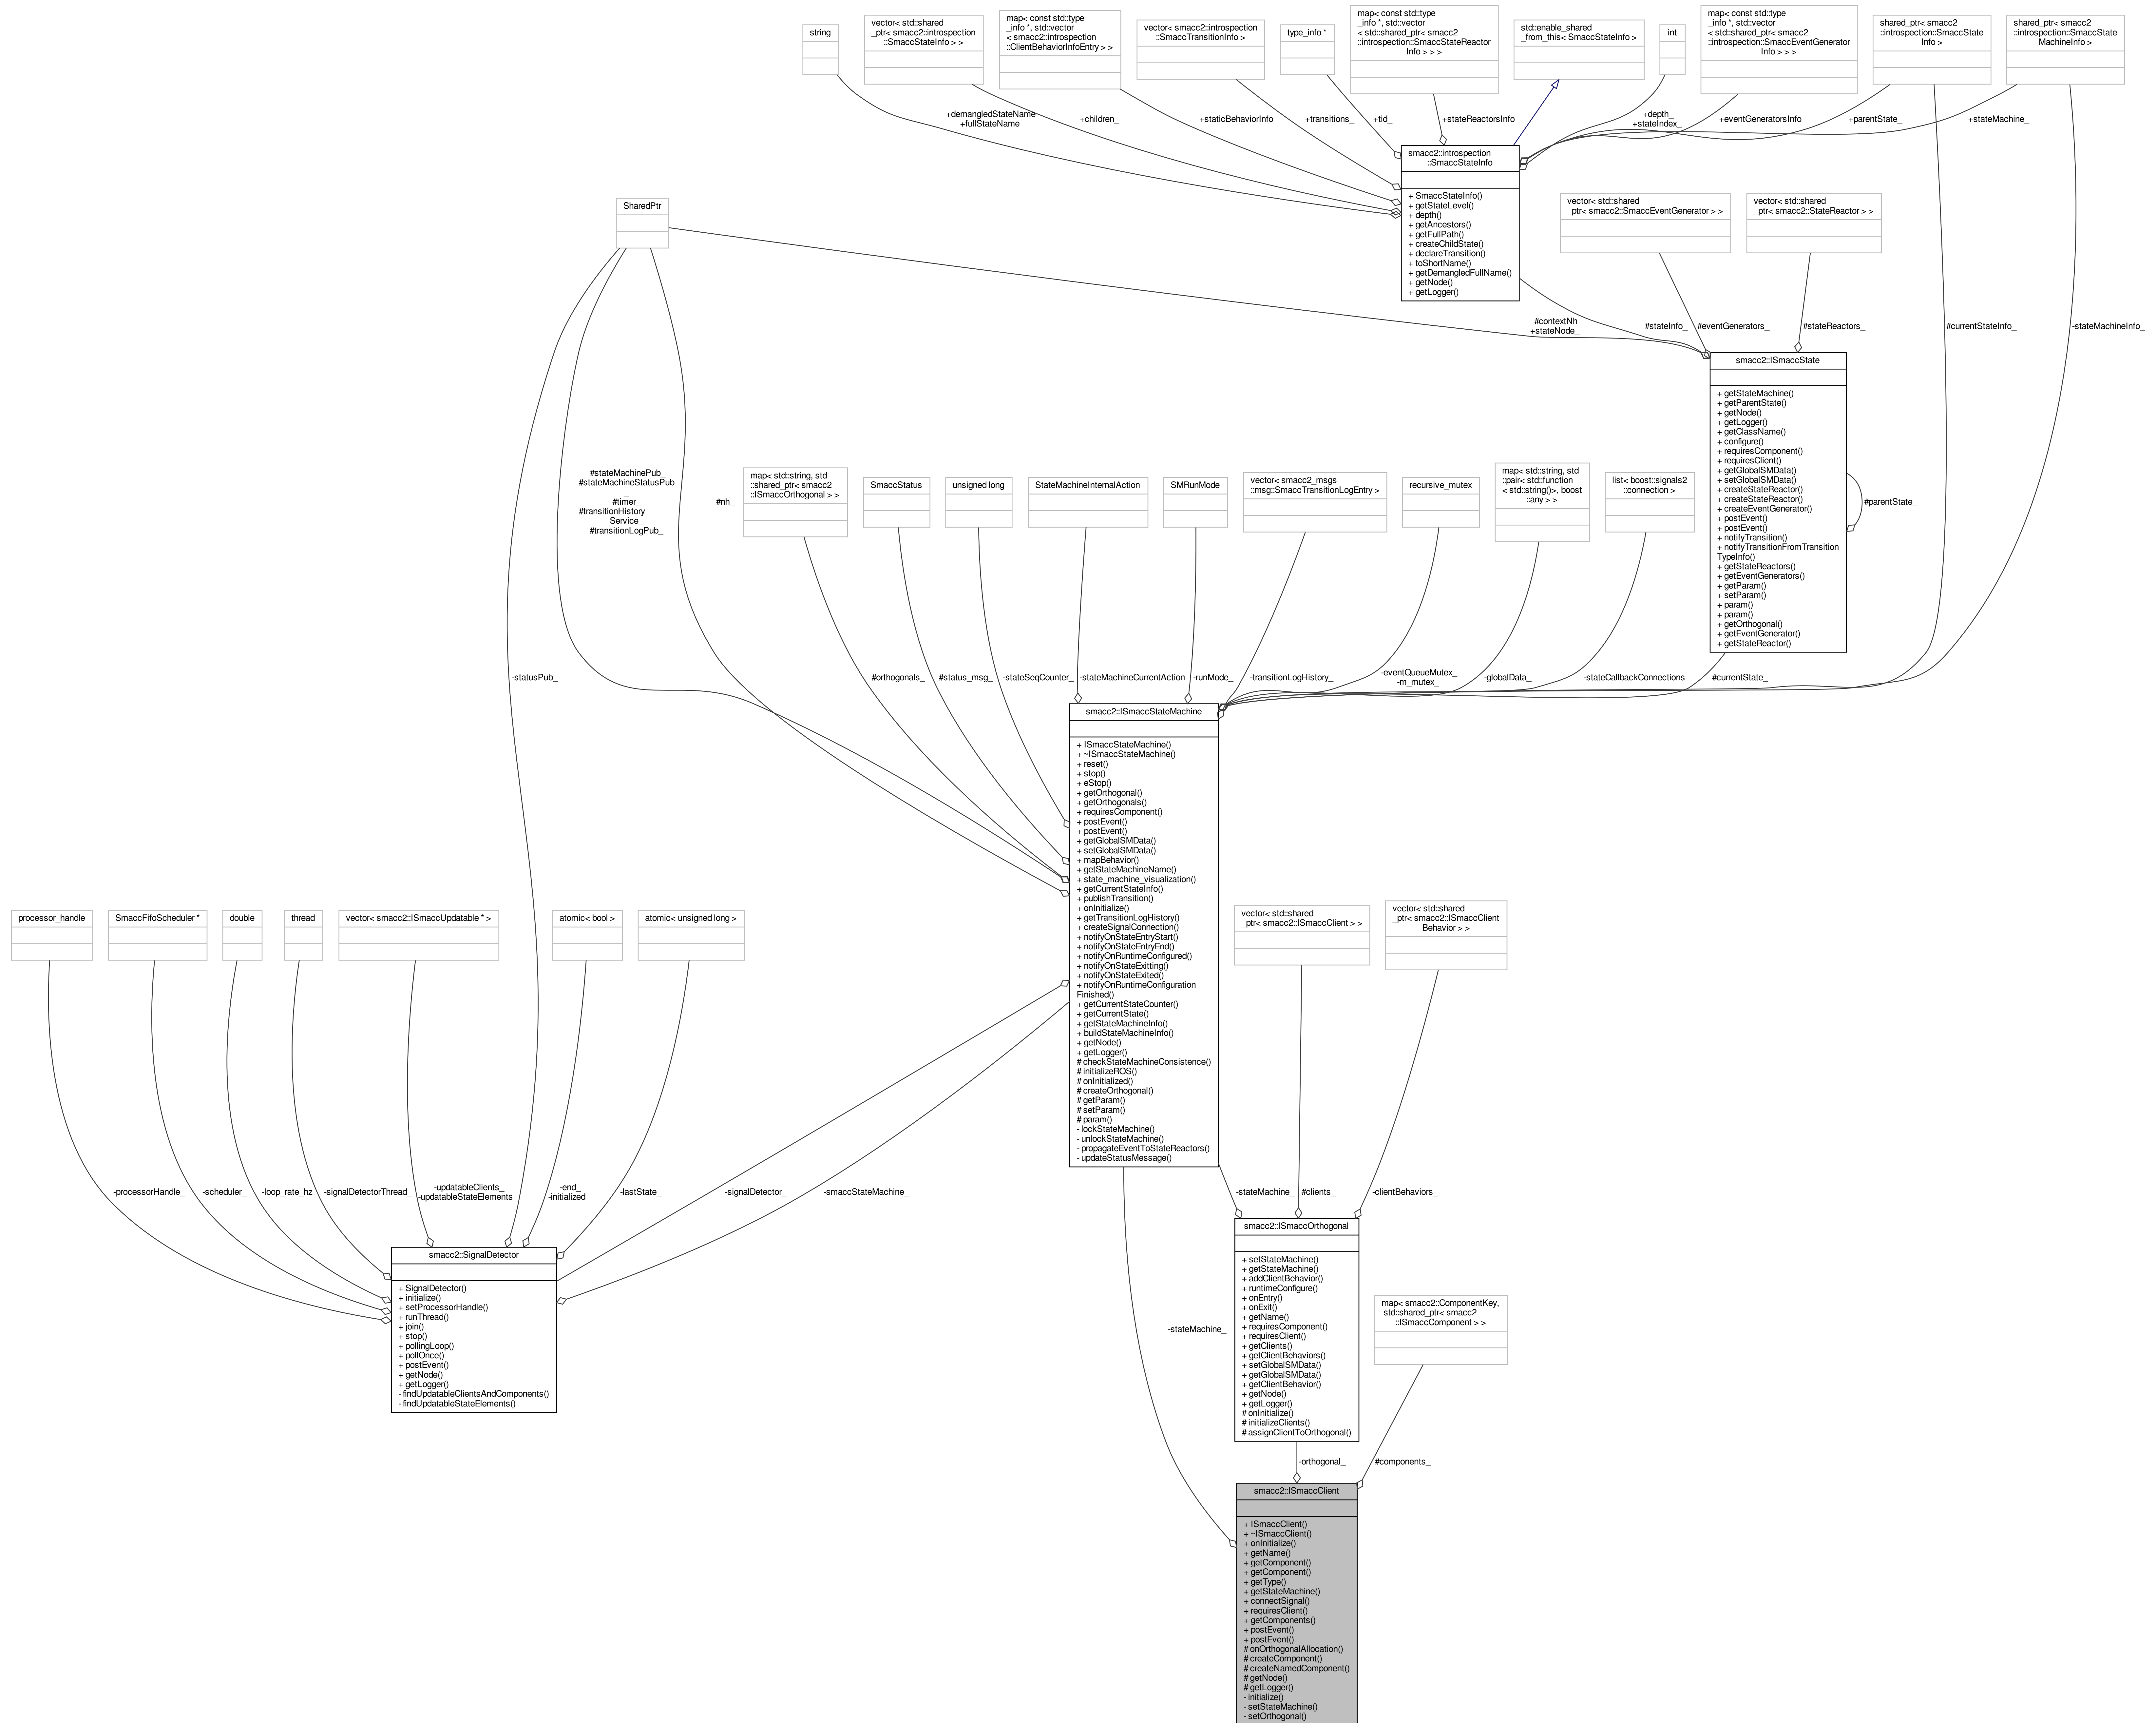 string
vector< std::shared
_ptr< smacc2::introspection
::SmaccStateInfo > >
map< const std::type
_info *, std::vector
< smacc2::introspection
::ClientBehaviorInfoEntry > >
vector< smacc2::introspection
::SmaccTransitionInfo >
type_info *
map< const std::type
_info *, std::vector
< std::shared_ptr< smacc2
::introspection::SmaccStateReactor
Info > > >
std::enable_shared
_from_this< SmaccStateInfo >
int
map< const std::type
_info *, std::vector
< std::shared_ptr< smacc2
::introspection::SmaccEventGenerator
Info > > >
shared_ptr< smacc2
::introspection::SmaccState
Info >
shared_ptr< smacc2
::introspection::SmaccState
MachineInfo >
+demangledStateName
+fullStateName
+children_
+staticBehaviorInfo
+transitions_
+tid_
+stateReactorsInfo
+depth_
+stateIndex_
+eventGeneratorsInfo
+parentState_
+stateMachine_
smacc2::introspection
::SmaccStateInfo
+ SmaccStateInfo()
+ getStateLevel()
+ depth()
+ getAncestors()
+ getFullPath()
+ createChildState()
+ declareTransition()
+ toShortName()
+ getDemangledFullName()
+ getNode()
+ getLogger()
SharedPtr
vector< std::shared
_ptr< smacc2::SmaccEventGenerator > >
vector< std::shared
_ptr< smacc2::StateReactor > >
#contextNh
+stateNode_
#stateInfo_
#eventGenerators_
#stateReactors_
#currentStateInfo_
-stateMachineInfo_
smacc2::ISmaccState
+ getStateMachine()
+ getParentState()
+ getNode()
+ getLogger()
+ getClassName()
+ configure()
+ requiresComponent()
+ requiresClient()
+ getGlobalSMData()
+ setGlobalSMData()
+ createStateReactor()
+ createStateReactor()
+ createEventGenerator()
+ postEvent()
+ postEvent()
+ notifyTransition()
+ notifyTransitionFromTransition
TypeInfo()
+ getStateReactors()
+ getEventGenerators()
+ getParam()
+ setParam()
+ param()
+ param()
+ getOrthogonal()
+ getEventGenerator()
+ getStateReactor()
#parentState_
#stateMachinePub_
#stateMachineStatusPub
_
#timer_
#transitionHistory
Service_
#transitionLogPub_
#nh_
map< std::string, std
::shared_ptr< smacc2
::ISmaccOrthogonal > >
SmaccStatus
unsigned long
StateMachineInternalAction
SMRunMode
vector< smacc2_msgs
::msg::SmaccTransitionLogEntry >
recursive_mutex
map< std::string, std
::pair< std::function
< std::string()>, boost
::any > >
list< boost::signals2
::connection >
-statusPub_
#orthogonals_
#status_msg_
-stateSeqCounter_
-stateMachineCurrentAction
-runMode_
-transitionLogHistory_
-eventQueueMutex_
-m_mutex_
-globalData_
-stateCallbackConnections
#currentState_
smacc2::ISmaccStateMachine
+ ISmaccStateMachine()
+ ~ISmaccStateMachine()
+ reset()
+ stop()
+ eStop()
+ getOrthogonal()
+ getOrthogonals()
+ requiresComponent()
+ postEvent()
+ postEvent()
+ getGlobalSMData()
+ setGlobalSMData()
+ mapBehavior()
+ getStateMachineName()
+ state_machine_visualization()
+ getCurrentStateInfo()
+ publishTransition()
+ onInitialize()
+ getTransitionLogHistory()
+ createSignalConnection()
+ notifyOnStateEntryStart()
+ notifyOnStateEntryEnd()
+ notifyOnRuntimeConfigured()
+ notifyOnStateExitting()
+ notifyOnStateExited()
+ notifyOnRuntimeConfiguration
Finished()
+ getCurrentStateCounter()
+ getCurrentState()
+ getStateMachineInfo()
+ buildStateMachineInfo()
+ getNode()
+ getLogger()
# checkStateMachineConsistence()
# initializeROS()
# onInitialized()
# createOrthogonal()
# getParam()
# setParam()
# param()
- lockStateMachine()
- unlockStateMachine()
- propagateEventToStateReactors()
- updateStatusMessage()
processor_handle
SmaccFifoScheduler *
double
thread
vector< smacc2::ISmaccUpdatable * >
atomic< bool >
atomic< unsigned long >
vector< std::shared
_ptr< smacc2::ISmaccClient > >
vector< std::shared
_ptr< smacc2::ISmaccClient
Behavior > >
-processorHandle_
-scheduler_
-loop_rate_hz
-signalDetectorThread_
-updatableClients_
-updatableStateElements_
-end_
-initialized_
-lastState_
-signalDetector_
-smaccStateMachine_
-stateMachine_
#clients_
-clientBehaviors_
smacc2::SignalDetector
+ SignalDetector()
+ initialize()
+ setProcessorHandle()
+ runThread()
+ join()
+ stop()
+ pollingLoop()
+ pollOnce()
+ postEvent()
+ getNode()
+ getLogger()
- findUpdatableClientsAndComponents()
- findUpdatableStateElements()
smacc2::ISmaccOrthogonal
+ setStateMachine()
+ getStateMachine()
+ addClientBehavior()
+ runtimeConfigure()
+ onEntry()
+ onExit()
+ getName()
+ requiresComponent()
+ requiresClient()
+ getClients()
+ getClientBehaviors()
+ setGlobalSMData()
+ getGlobalSMData()
+ getClientBehavior()
+ getNode()
+ getLogger()
# onInitialize()
# initializeClients()
# assignClientToOrthogonal()
map< smacc2::ComponentKey,
std::shared_ptr< smacc2
::ISmaccComponent > >
-stateMachine_
-orthogonal_
#components_
smacc2::ISmaccClient
+ ISmaccClient()
+ ~ISmaccClient()
+ onInitialize()
+ getName()
+ getComponent()
+ getComponent()
+ getType()
+ getStateMachine()
+ connectSignal()
+ requiresClient()
+ getComponents()
+ postEvent()
+ postEvent()
# onOrthogonalAllocation()
# createComponent()
# createNamedComponent()
# getNode()
# getLogger()
- initialize()
- setStateMachine()
- setOrthogonal()